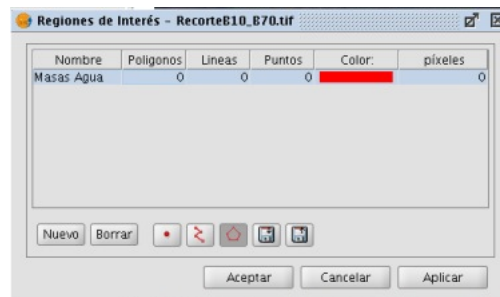 Regiones de Interés - RecorteB10_B70.tif
Nombre Poligonos Lineas Puntos Color: píxeles
Masas Agua 0 0 0 0
Nuevo Borrar
Aceptar Cancelar Aplicar